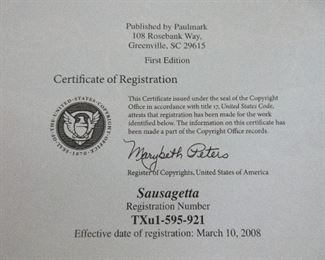 Published by Paulmark
108 Rosebank Way,
Greenville, SC 29615
First Edition
Certificate of Registration
This Certificate issued under the seal of the Copyright
Office in accordance with title 17, United States Code,
attests that registration has been made for the work
identified below. The information on this certificate has
been made a part of the Copyright Office records.
Marybeth Peters
Register of Copyrights, United States of America
Sausagetta
Registration Number
TXu1-595-921
Effective date of registration: March 10, 2008